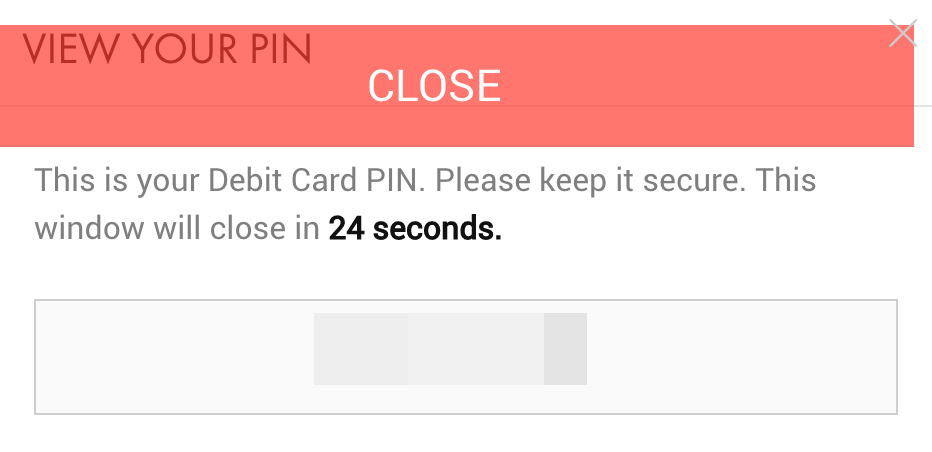 VIEW YOUR PIN
CLOSE
This is your Debit Card PIN. Please keep it secure. This
window will close in 24 seconds.